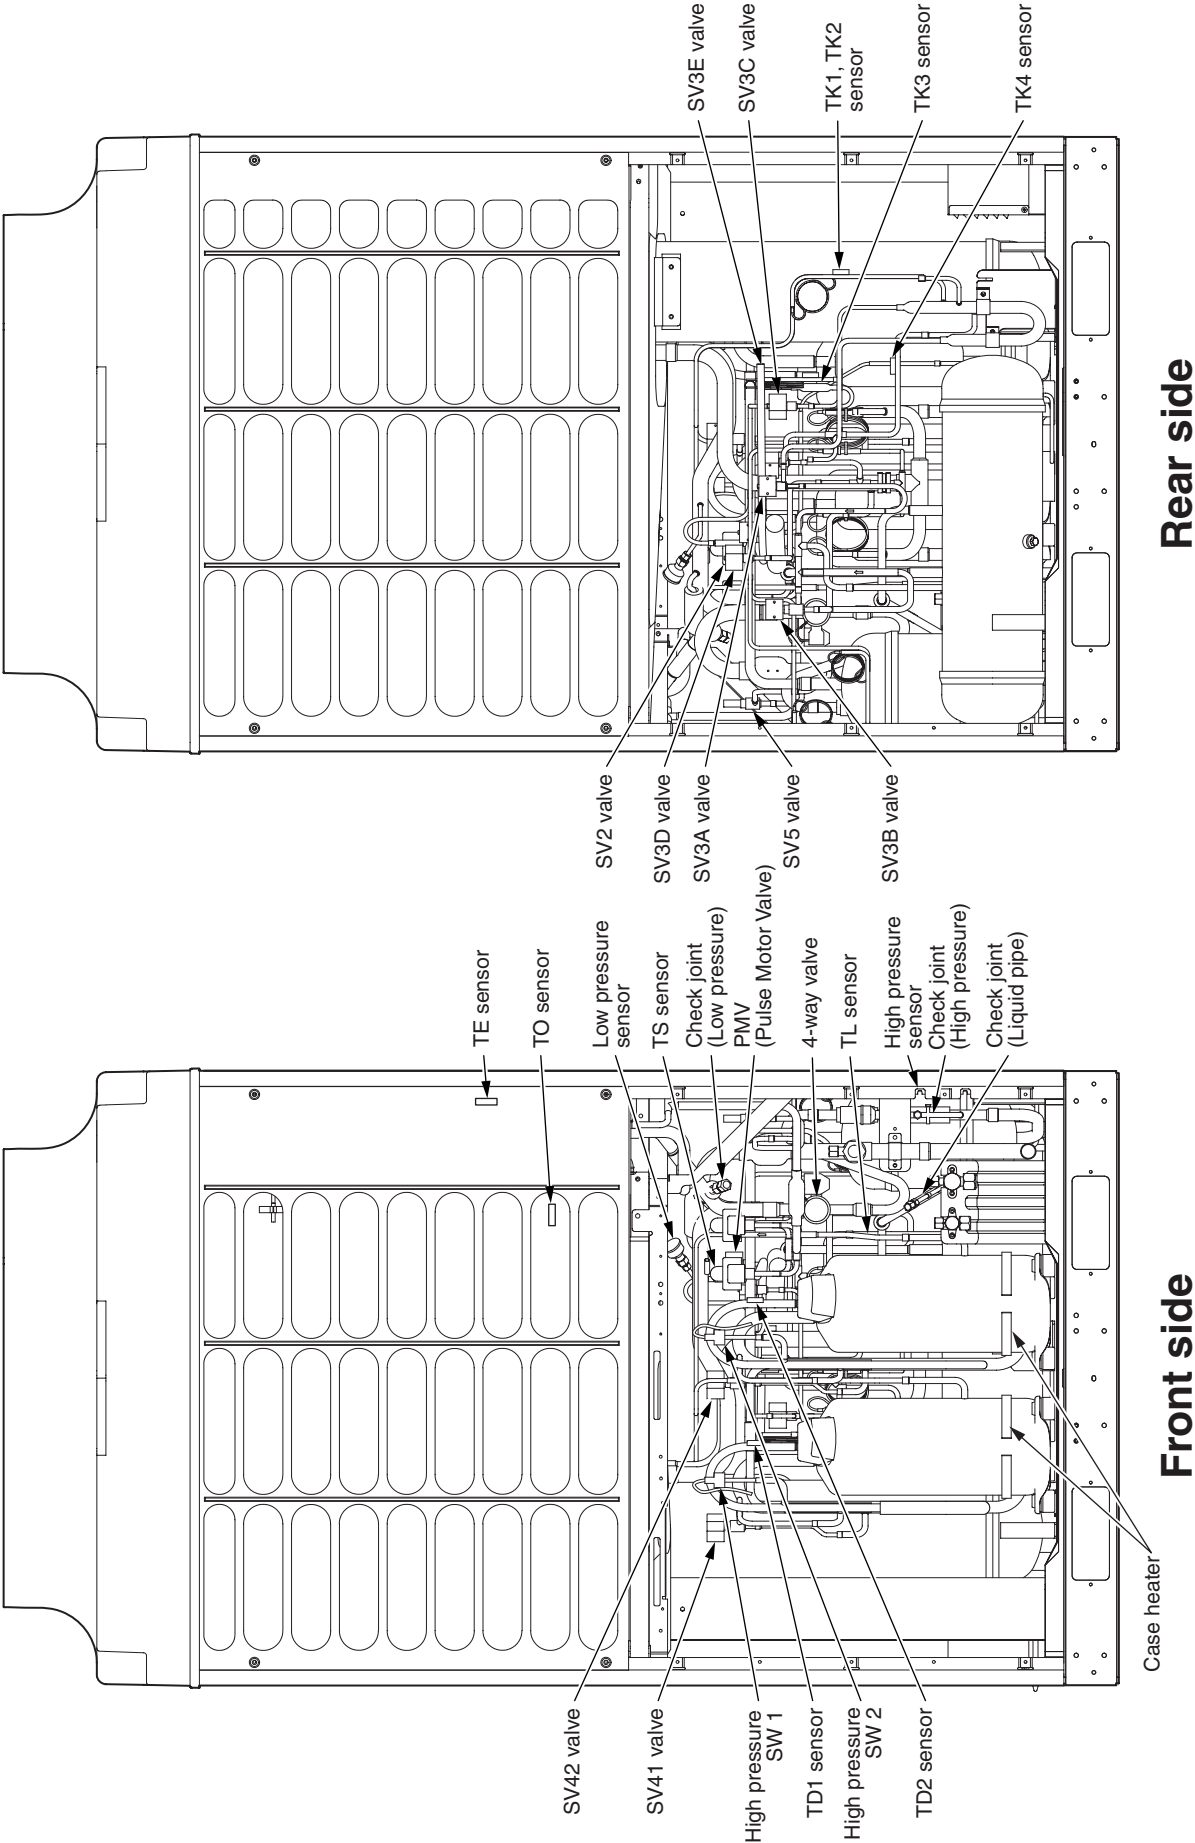 Front side
SV42 valve
SV41 valve
High pressure
SW 1
TD1 sensor
High pressure
SW 2
TD2 sensor
Case heater
TE sensor
TO sensor
Low pressure
sensor
TS sensor
Check joint
(Low pressure)
PMV
(Pulse Motor Valve)
4-way valve
TL sensor
High pressure
sensor
Check joint
(High pressure)
Check joint
(Liquid pipe)
Rear side
SV2 valve
SV3D valve
SV3A valve
SV5 valve
SV3B valve
SV3E valve
SV3C valve
TK1, TK2
sensor
TK3 sensor
TK4 sensor